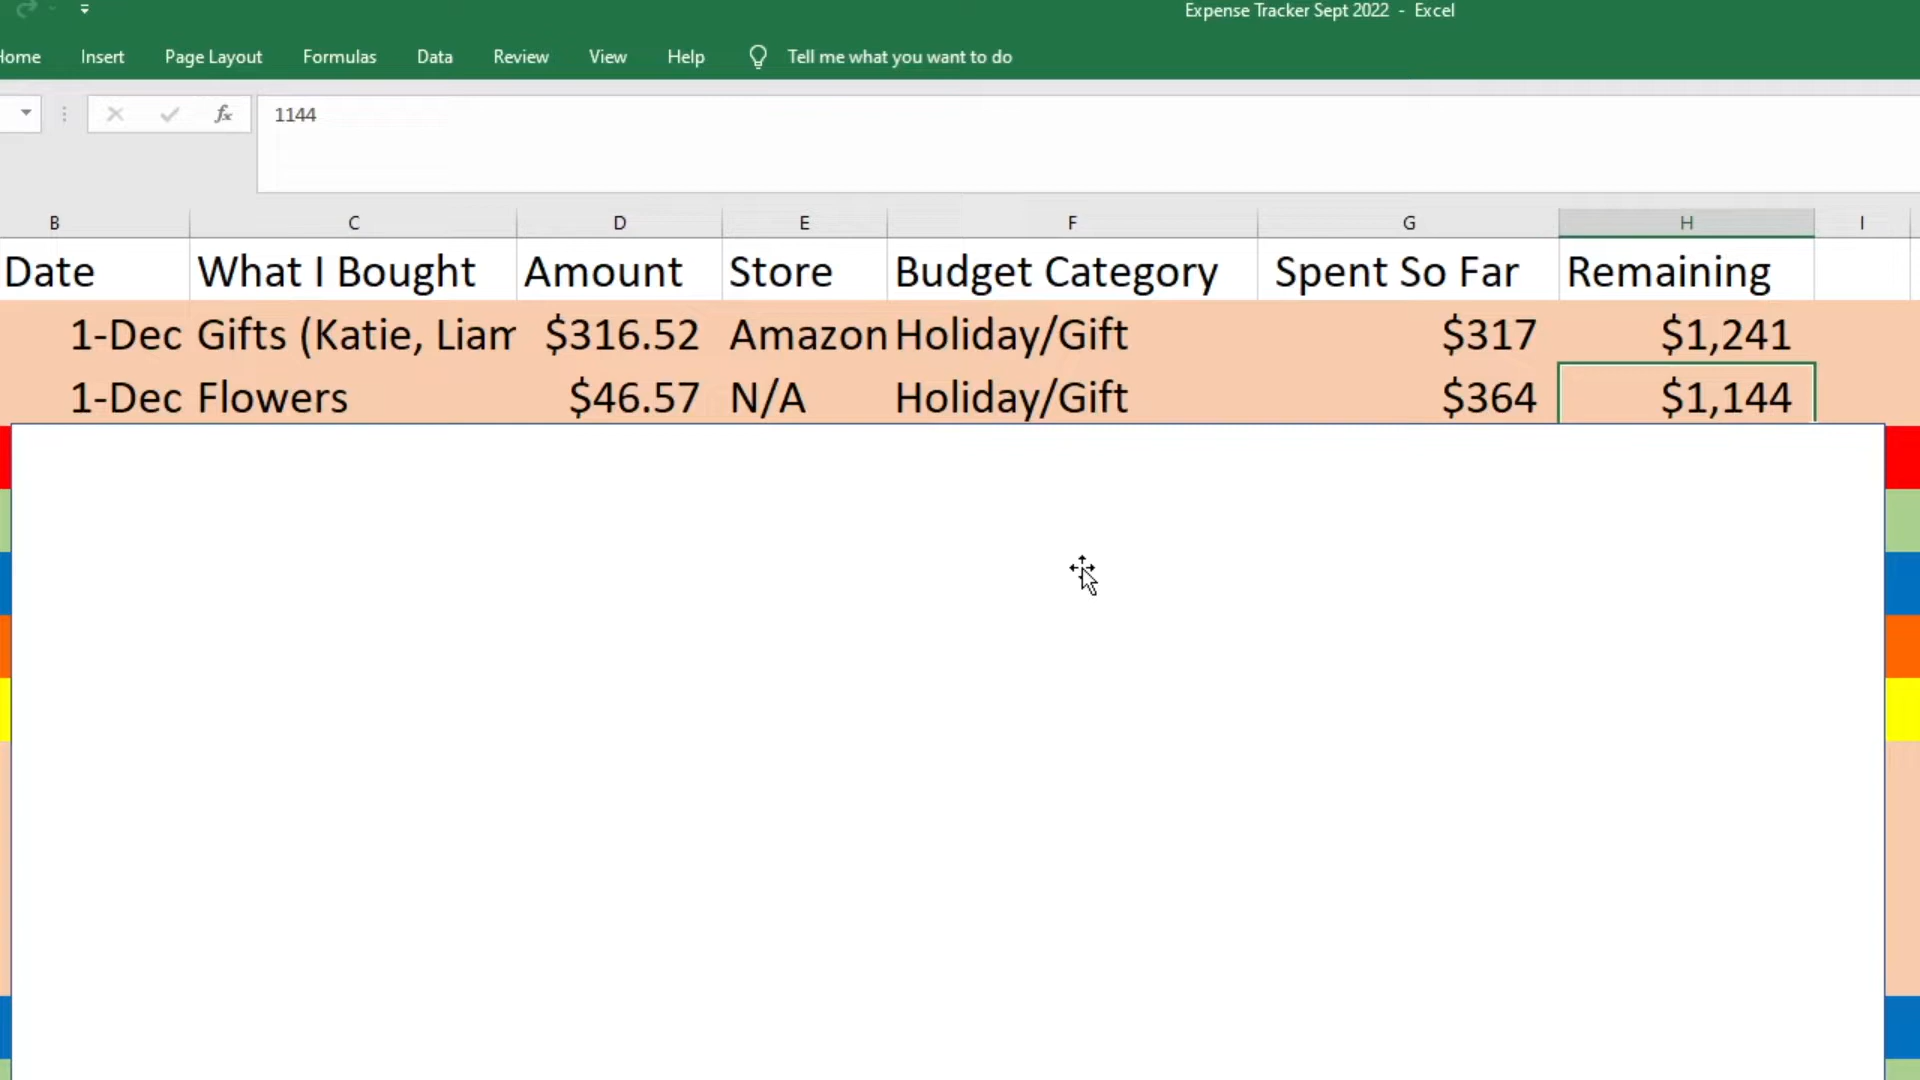 Expense Tracker Sept 2022 - Excel
Home Insert Page Layout Formulas Data Review View Help Tell me what you want to do
fx 1144
B C D E F G H I
Date What I Bought Amount Store Budget Category Spent So Far Remaining
1-Dec Gifts (Katie, Liam $316.52 Amazon Holiday/Gift $317 $1,241
1-Dec Flowers $46.57 N/A Holiday/Gift $364 $1,144